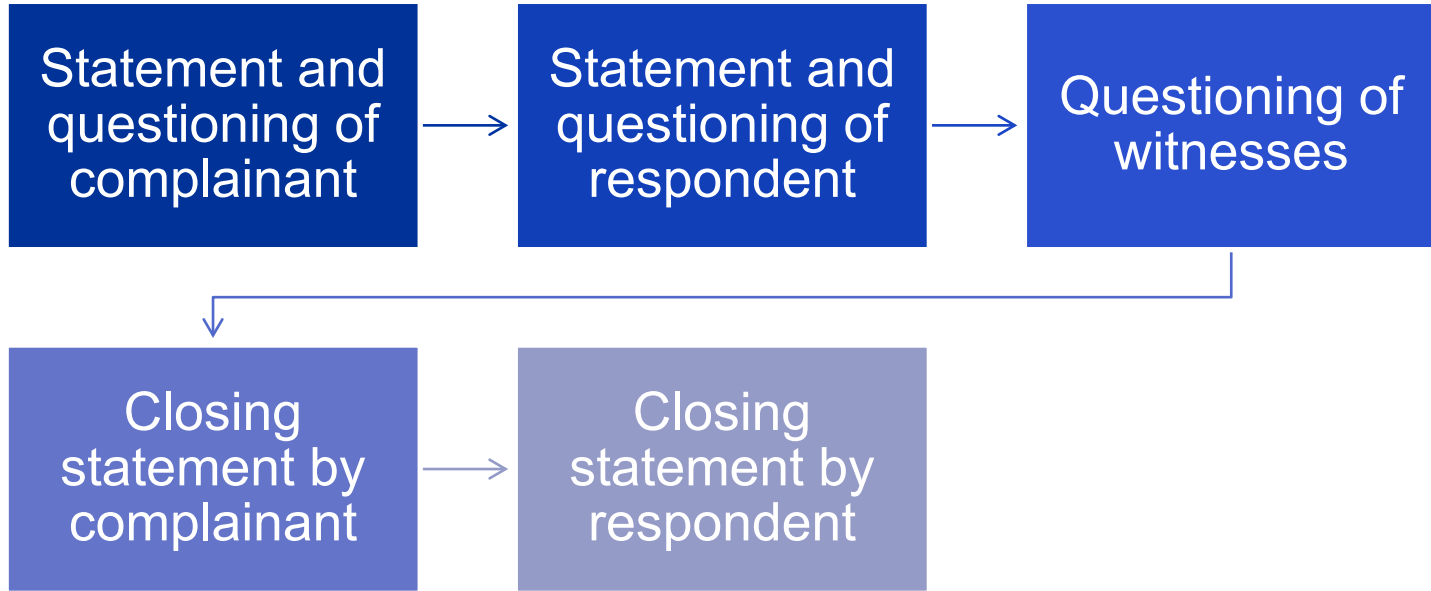 Statement and
questioning of
complainant
Statement and
questioning of
respondent
Questioning of
witnesses
Closing
statement by
complainant
Closing
statement by
respondent